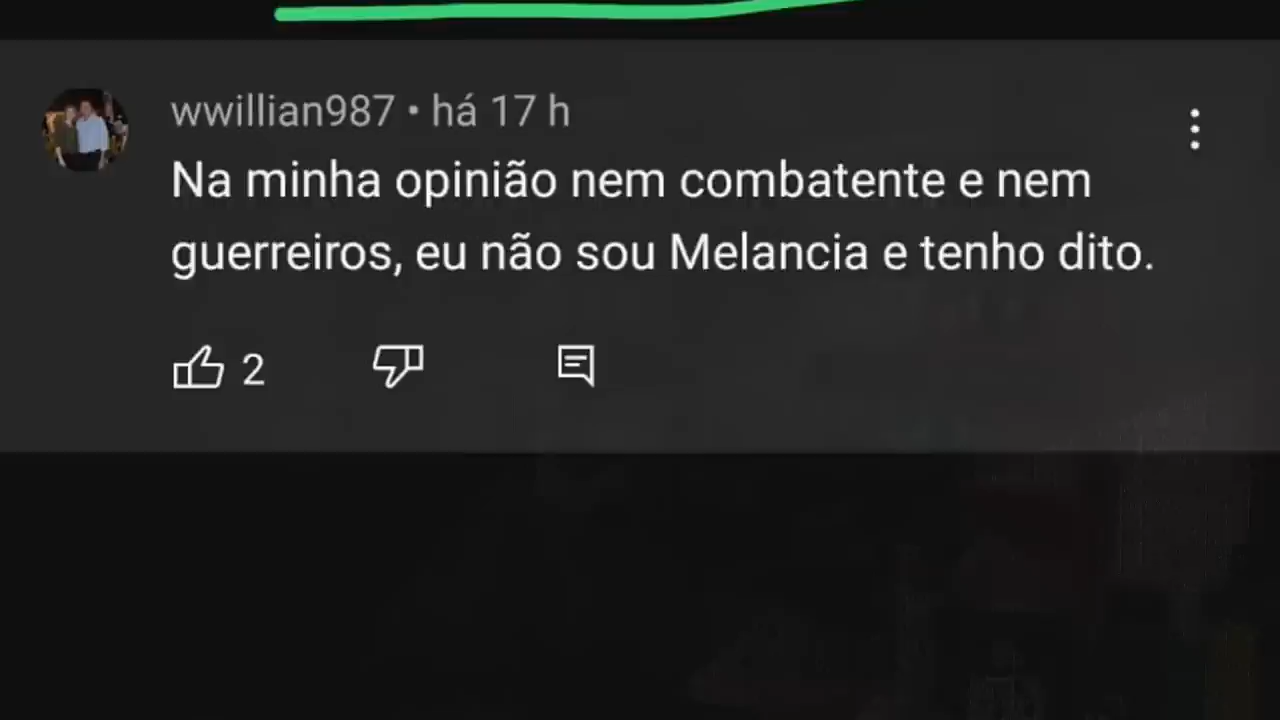 wwillian987 • há 17 h
Na minha opinião nem combatente e nem
guerreiros, eu não sou Melancia e tenho dito.
2